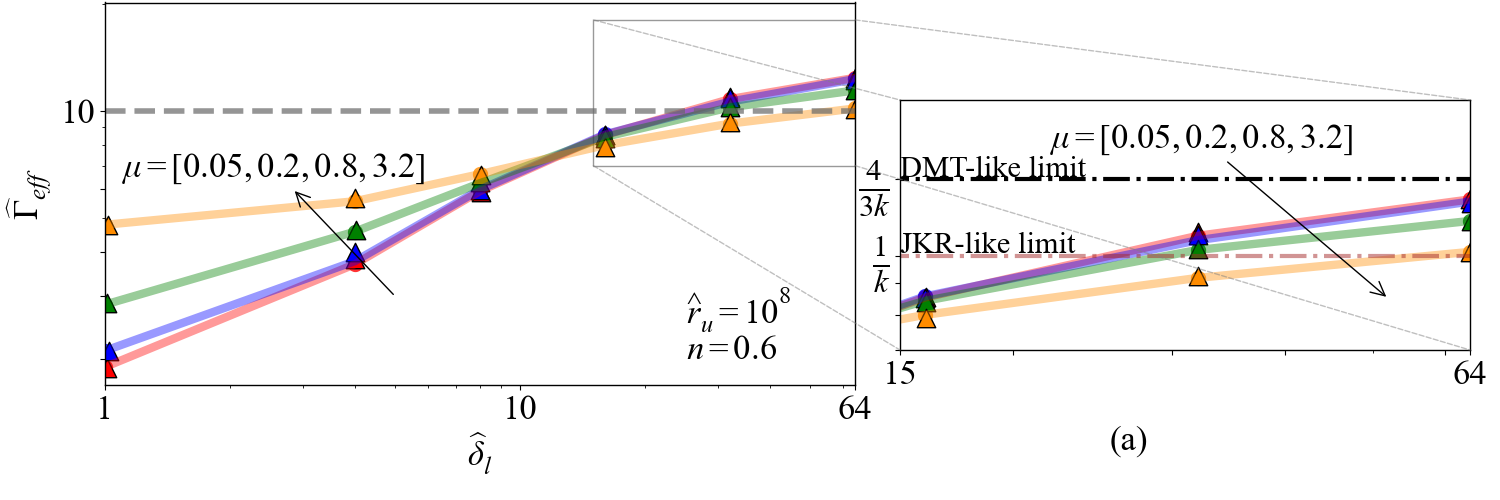 10
μ = [0.05, 0.2, 0.8, 3.2]
Γ̂_eff
r̂_u = 10^8
n = 0.6
1 10 64
δ̂_l
μ = [0.05, 0.2, 0.8, 3.2]
4/3k DMT-like limit
1/k JKR-like limit
15 64
(a)